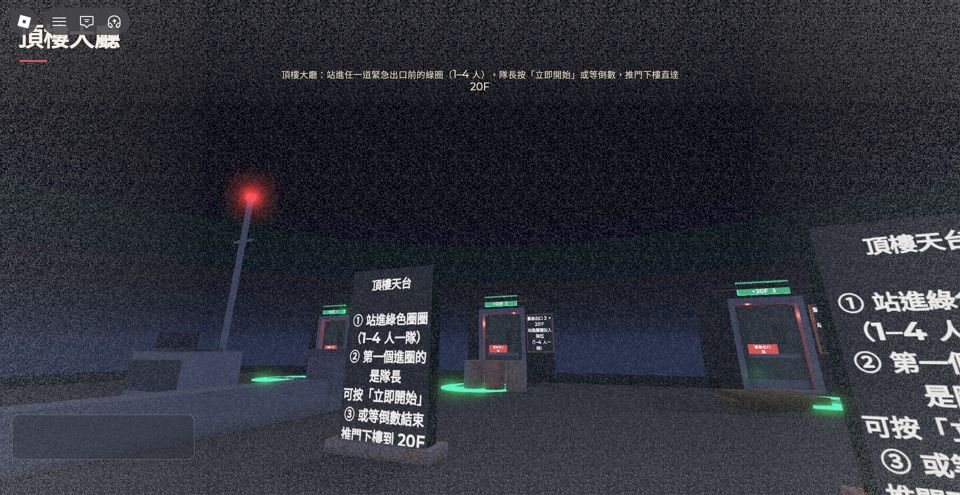 頂樓大廳
頂樓大廳：站進任一道緊急出口前的綠圈（1–4 人），隊長按「立即開始」或等倒數，推門下樓直達
20F
頂樓天台
① 站進綠色圈圈
（1–4 人一隊）
② 第一個進圈的
是隊長
可按「立即開始」
③ 或等倒數結束
推門下樓到 20F
頂樓天台
① 站進綠
（1–4 人
② 第一個
是隊
可按「立
③ 或等